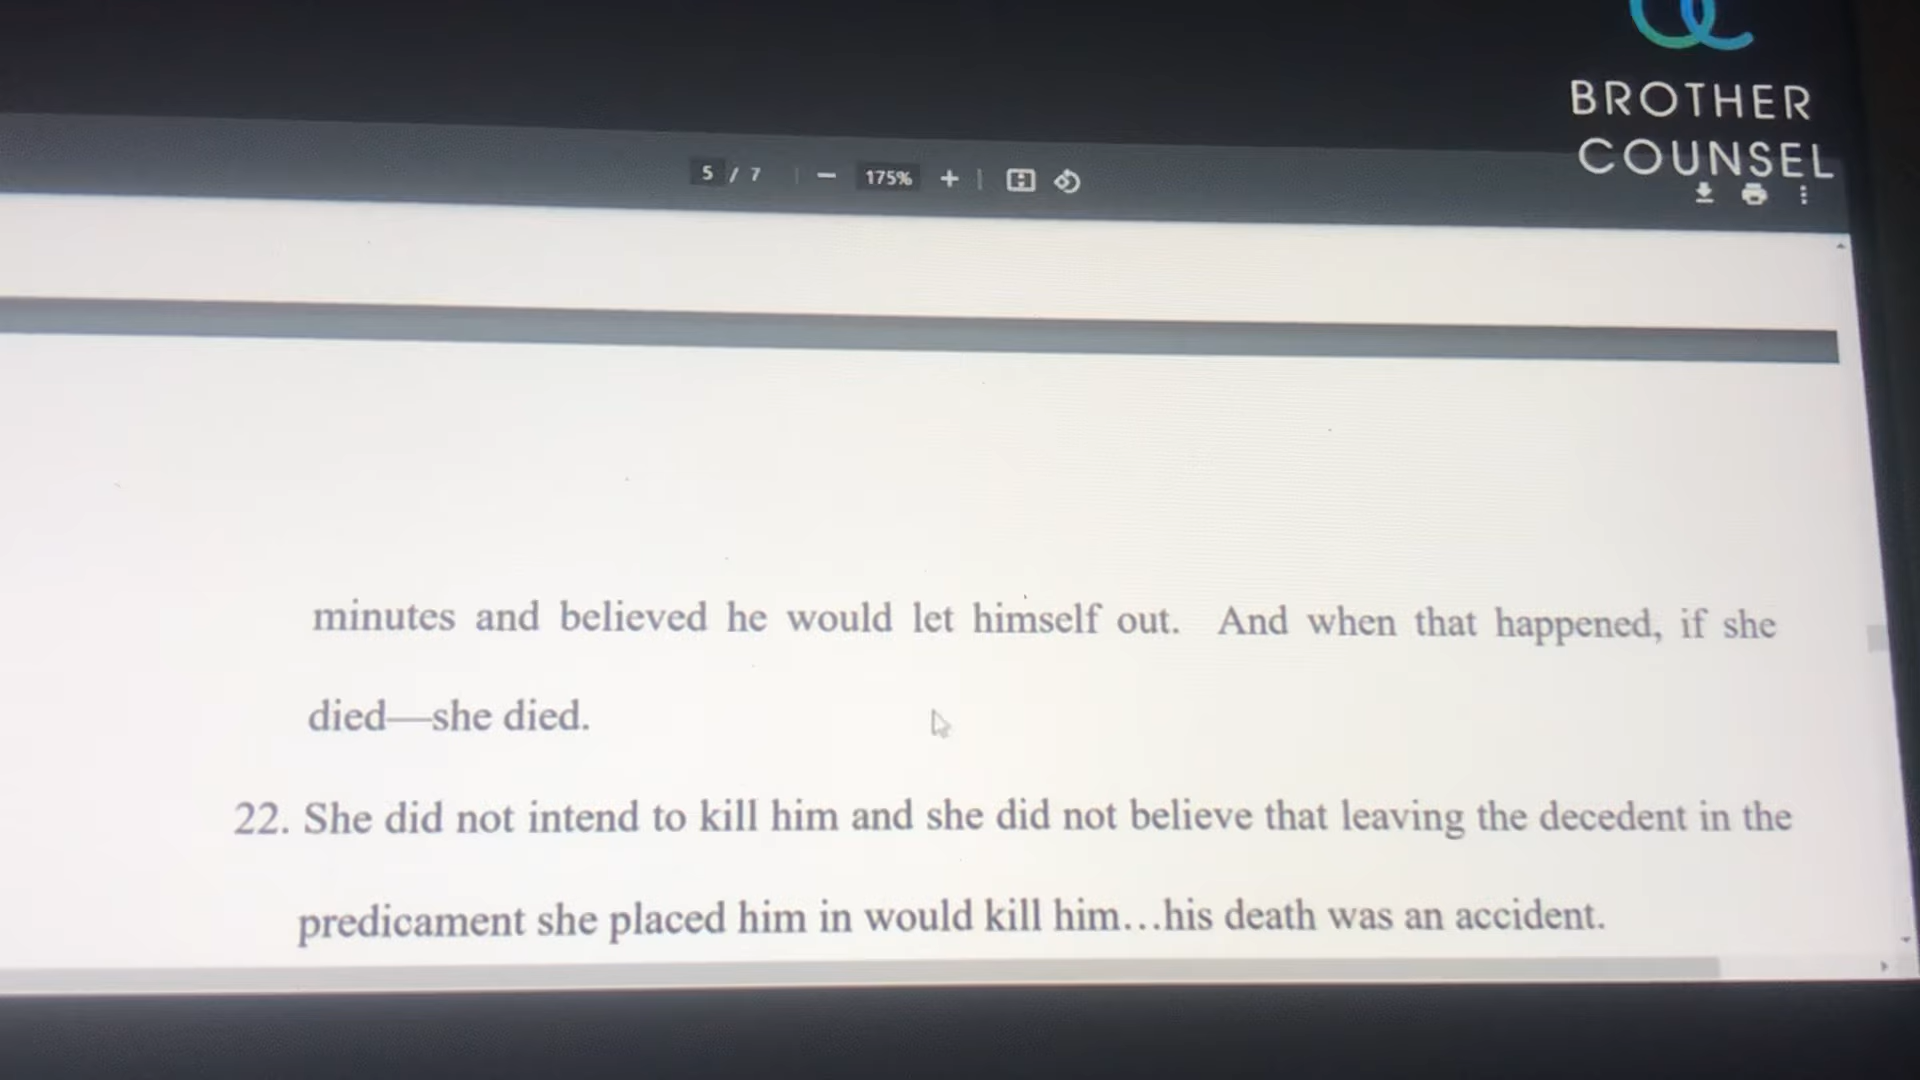 BROTHER
COUNSEL
5 / 7 175%
minutes and believed he would let himself out. And when that happened, if she
died—she died.
22. She did not intend to kill him and she did not believe that leaving the decedent in the
predicament she placed him in would kill him...his death was an accident.